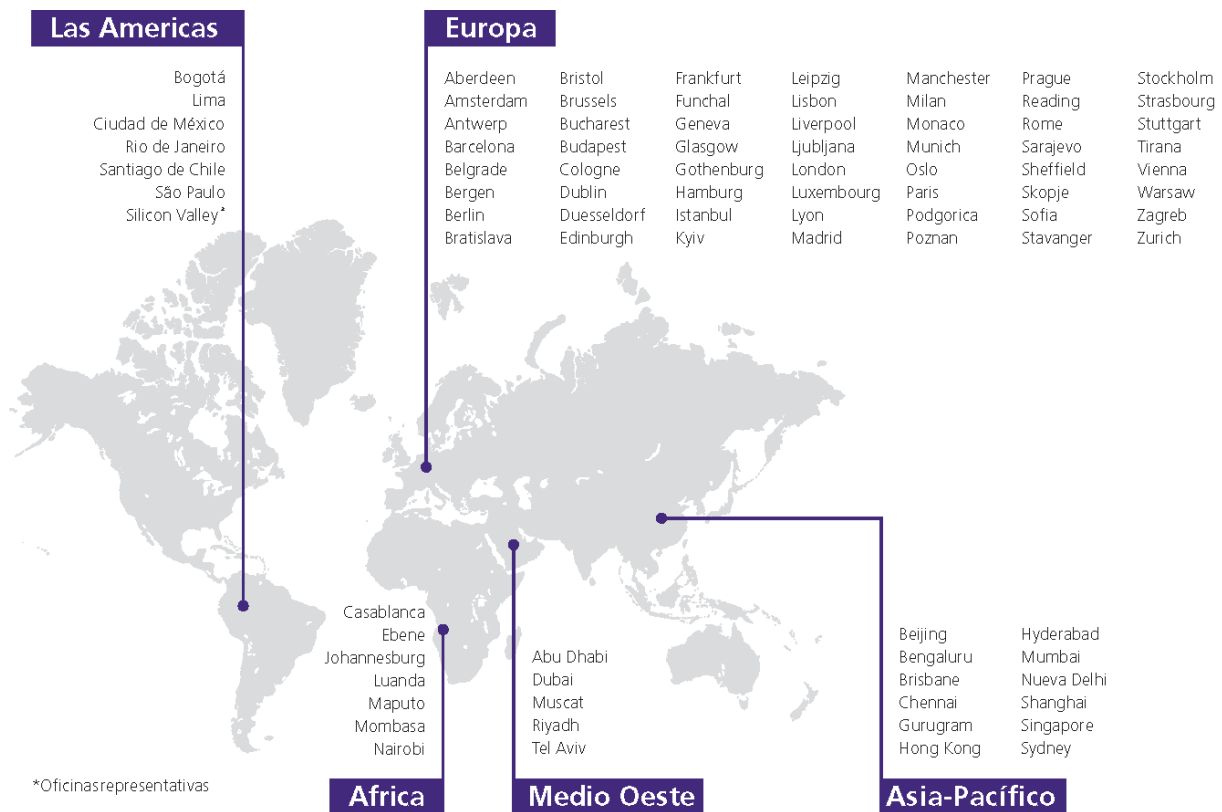 Las Americas
Bogotá
Lima
Ciudad de México
Rio de Janeiro
Santiago de Chile
São Paulo
Silicon Valley*
Europa
Aberdeen Bristol Frankfurt Leipzig Manchester Prague Stockholm
Amsterdam Brussels Funchal Lisbon Milan Reading Strasbourg
Antwerp Bucharest Geneva Liverpool Monaco Rome Stuttgart
Barcelona Budapest Glasgow Ljubljana Munich Sarajevo Tirana
Belgrade Cologne Gothenburg London Oslo Sheffield Vienna
Bergen Dublin Hamburg Luxembourg Paris Skopje Warsaw
Berlin Duesseldorf Istanbul Lyon Podgorica Sofia Zagreb
Bratislava Edinburgh Kyiv Madrid Poznan Stavanger Zurich
Casablanca
Ebene
Johannesburg
Luanda
Maputo
Mombasa
Nairobi
Africa
Abu Dhabi
Dubai
Muscat
Riyadh
Tel Aviv
Medio Oeste
Beijing Hyderabad
Bengaluru Mumbai
Brisbane Nueva Delhi
Chennai Shanghai
Gurugram Singapore
Hong Kong Sydney
Asia-Pacífico
*Oficinas representativas